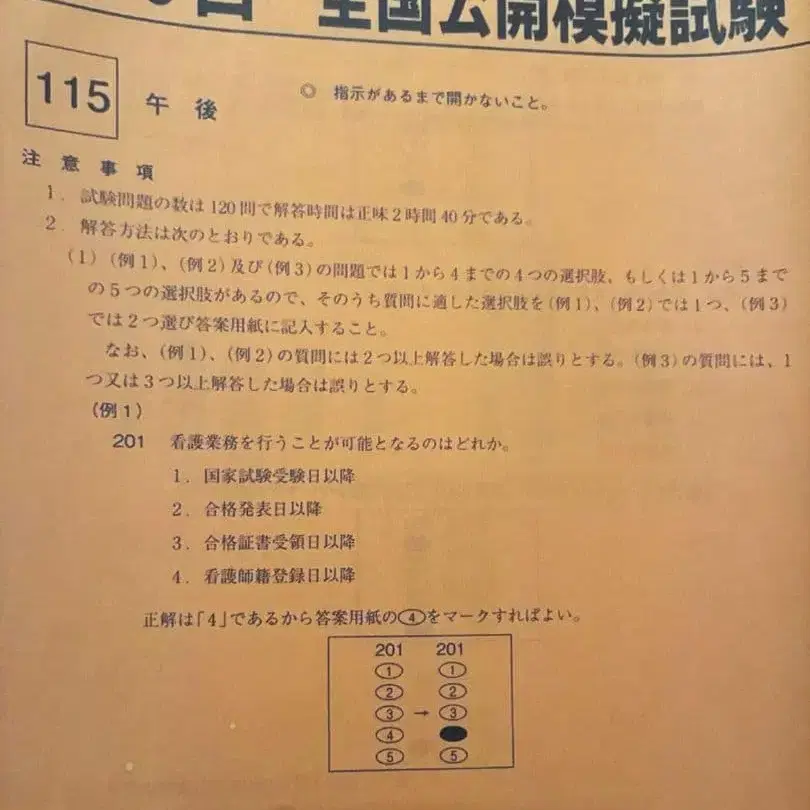 回 全国公開模擬試験
115 午後 ◎ 指示があるまで開かないこと。
注意事項
1. 試験問題の数は120問で解答時間は正味2時間40分である。
2. 解答方法は次のとおりである。
(1)(例1)、(例2)及び(例3)の問題では1から4までの4つの選択肢、もしくは1から5まで
の5つの選択肢があるので、そのうち質問に適した選択肢を(例1)、(例2)では1つ、(例3)
では2つ選び答案用紙に記入すること。
なお、(例1)、(例2)の質問には2つ以上解答した場合は誤りとする。(例3)の質問には、1
つ又は3つ以上解答した場合は誤りとする。
(例1)
201 看護業務を行うことが可能となるのはどれか。
1. 国家試験受験日以降
2. 合格発表日以降
3. 合格証書受領日以降
4. 看護師籍登録日以降
正解は「4」であるから答案用紙の④をマークすればよい。
201 201
① ①
② ②
③ → ③
④ ●
⑤ ⑤